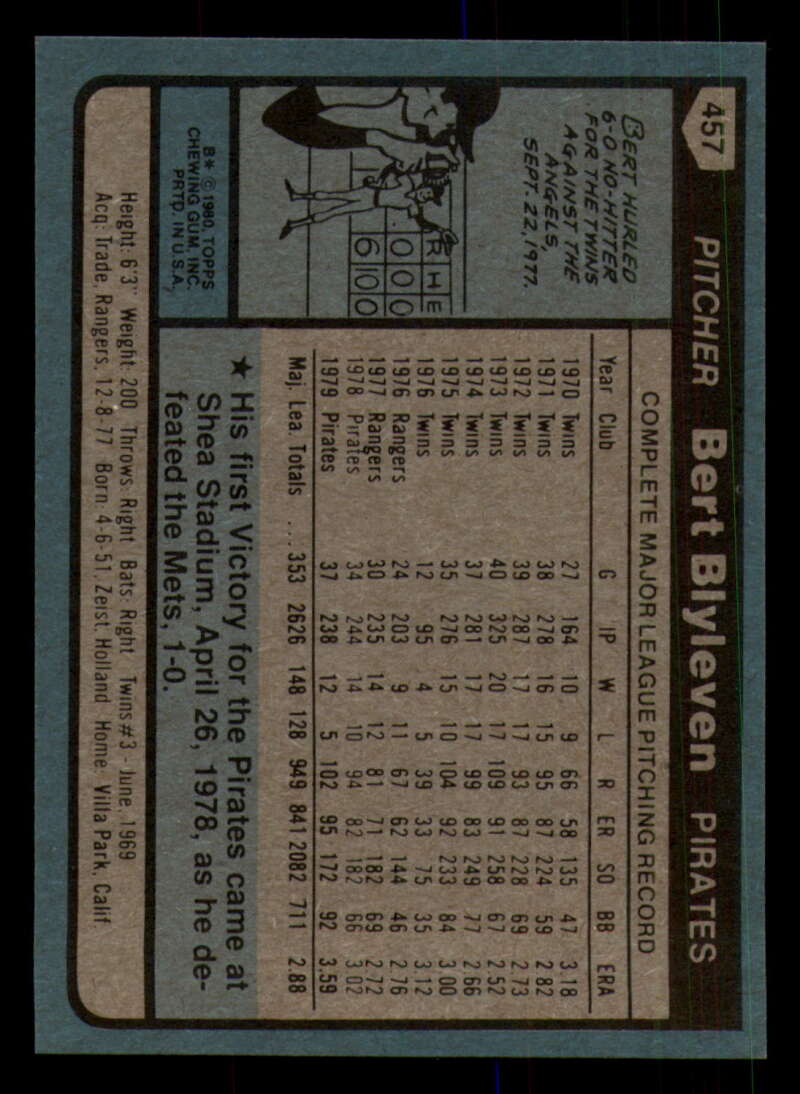 457 PITCHER Bert Blyleven PIRATES
BERT HURLED
6-0 NO-HITTER
FOR THE TWINS
AGAINST THE
ANGELS,
SEPT. 22, 1977.
R H E
0 0 0
6 10 0
B* © 1980, TOPPS
CHEWING GUM, INC.
PRTD. IN U.S.A.
COMPLETE MAJOR LEAGUE PITCHING RECORD
Year Club G IP W L R ER SO BB ERA
1970 Twins 27 164 10 9 66 58 135 47 3.18
1971 Twins 38 278 16 15 95 87 224 59 2.82
1972 Twins 39 287 17 17 93 87 228 69 2.73
1973 Twins 40 325 20 17 109 91 258 67 2.52
1974 Twins 37 281 17 17 99 83 249 77 2.66
1975 Twins 35 276 15 10 104 92 233 84 3.00
1976 Twins 12 95 4 5 39 33 75 35 3.12
1976 Rangers 24 203 9 11 67 62 144 46 2.76
1977 Rangers 30 235 14 12 81 71 182 69 2.72
1978 Pirates 34 244 14 10 94 82 182 66 3.02
1979 Pirates 37 238 12 5 102 95 172 92 3.59
Maj. Lea. Totals ... 353 2626 148 128 949 841 2082 711 2.88
★ His first Victory for the Pirates came at
Shea Stadium, April 26, 1978, as he de-
feated the Mets, 1-0.
Height: 6'3" Weight: 200 Throws: Right Bats: Right Twins #3 - June, 1969
Acq: Trade, Rangers, 12-8-77 Born: 4-6-51, Zeist, Holland Home: Villa Park, Calif